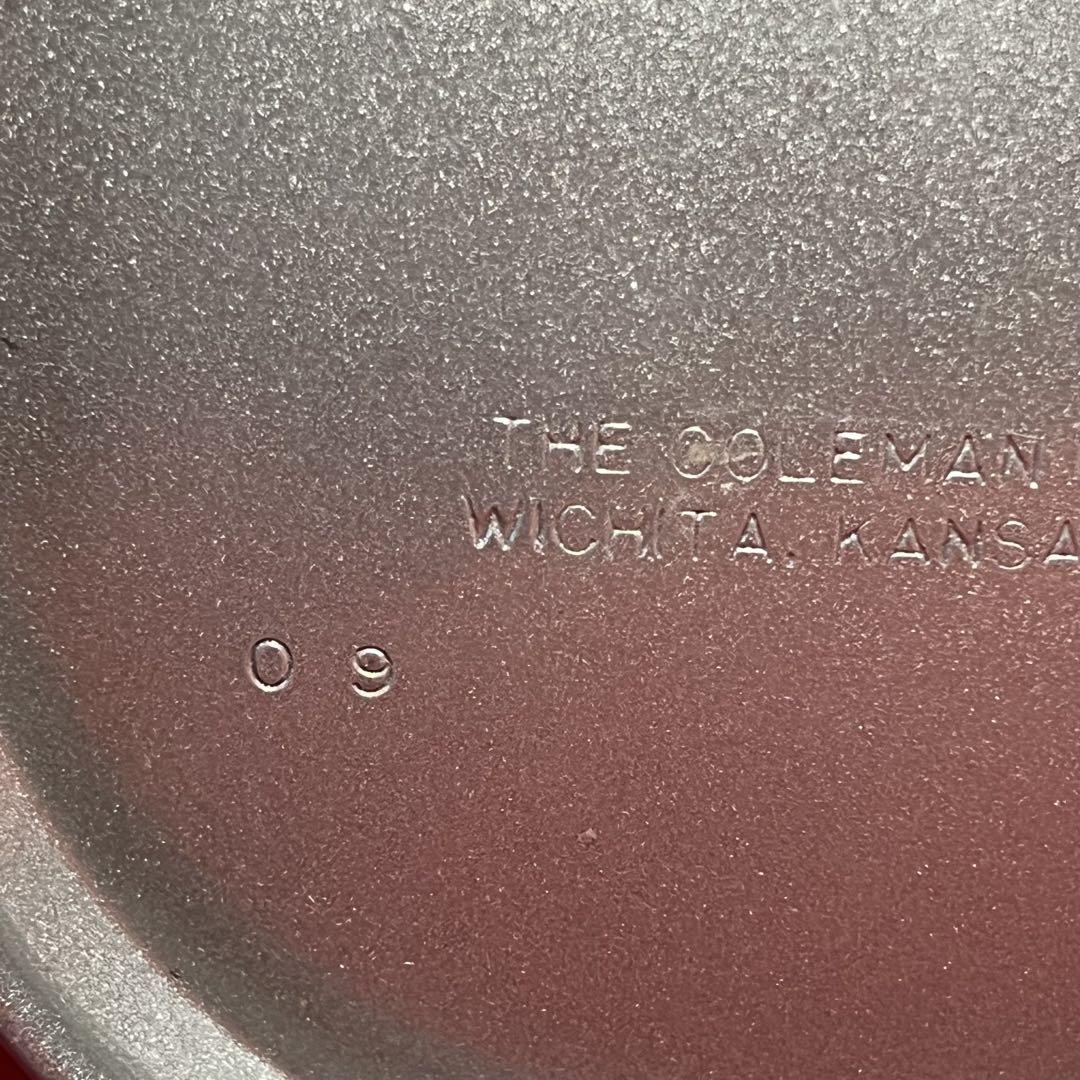 THE COLEMAN
WICHITA, KANSA
0 9